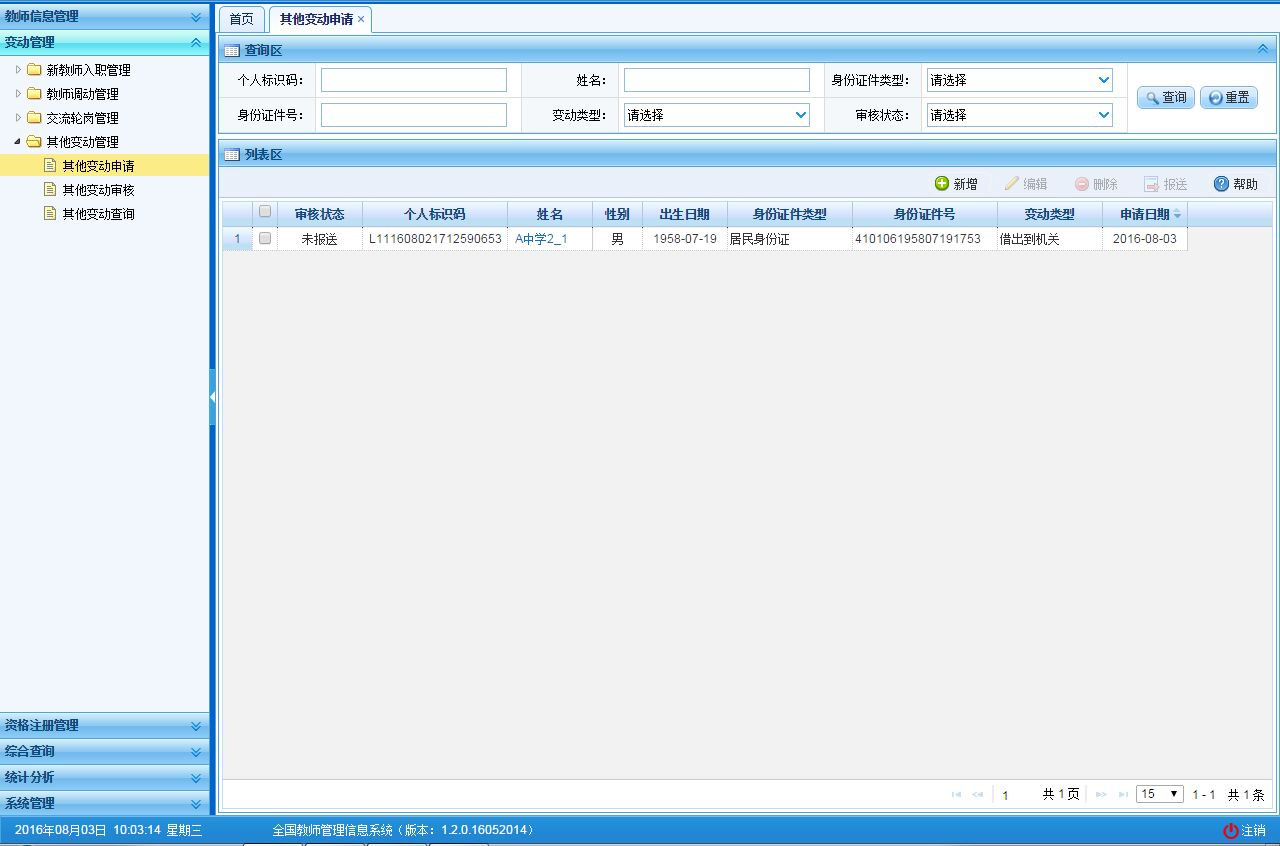 教师信息管理
变动管理
新教师入职管理
教师调动管理
交流轮岗管理
其他变动管理
其他变动申请
其他变动审核
其他变动查询
资格注册管理
综合查询
统计分析
系统管理
首页 其他变动申请 ×
查询区
个人标识码： 姓名： 身份证件类型： 请选择
身份证件号： 变动类型： 请选择 审核状态： 请选择
查询 重置
列表区
新增 编辑 删除 报送 帮助
审核状态 个人标识码 姓名 性别 出生日期 身份证件类型 身份证件号 变动类型 申请日期
1 未报送 L111608021712590653 A中学2_1 男 1958-07-19 居民身份证 410106195807191753 借出到机关 2016-08-03
1 共 1 页 15 1 - 1 共 1 条
2016年08月03日 10:03:14 星期三 全国教师管理信息系统（版本：1.2.0.16052014） 注销